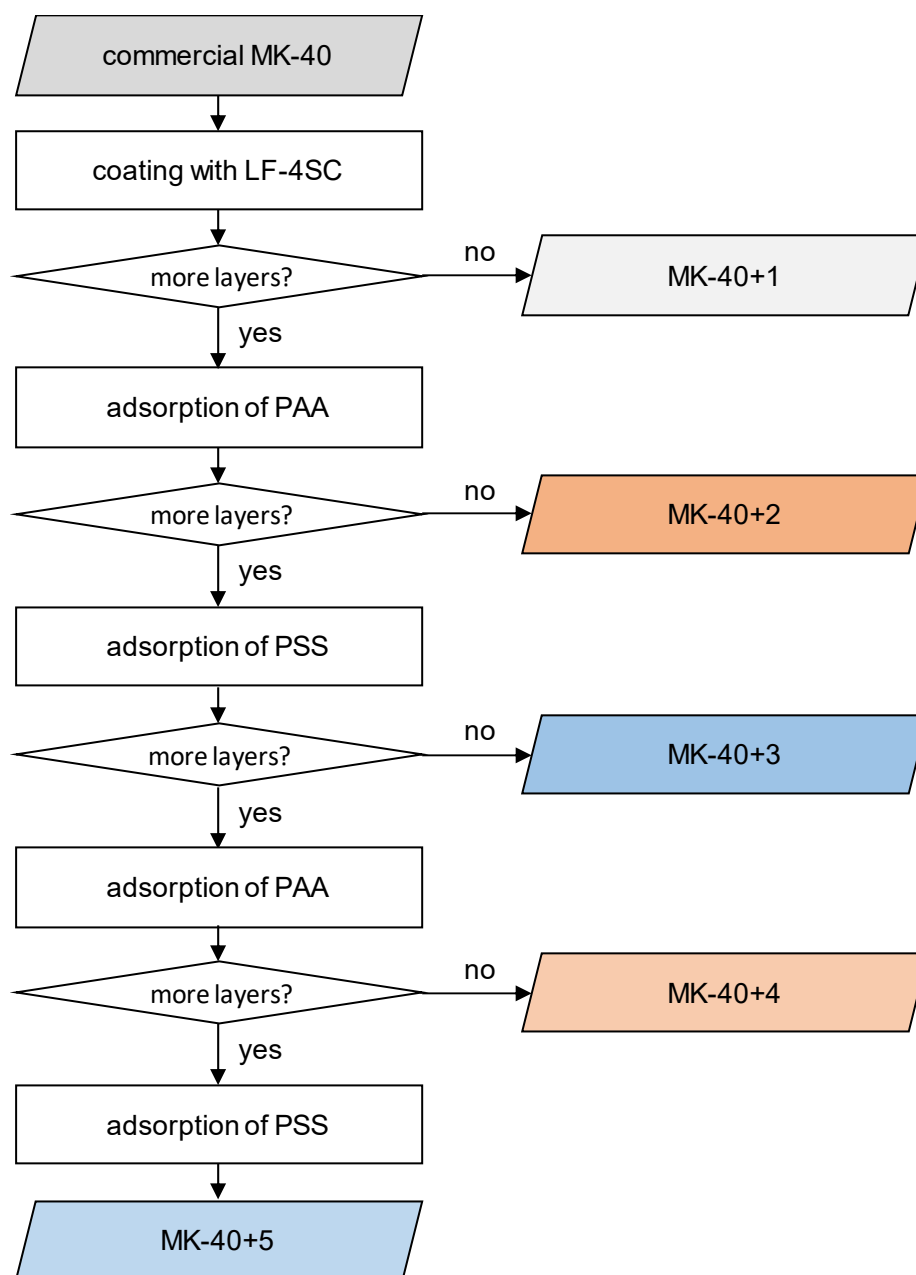 commercial MK-40
coating with LF-4SC
more layers?
no
MK-40+1
yes
adsorption of PAA
more layers?
no
MK-40+2
yes
adsorption of PSS
more layers?
no
MK-40+3
yes
adsorption of PAA
more layers?
no
MK-40+4
yes
adsorption of PSS
MK-40+5